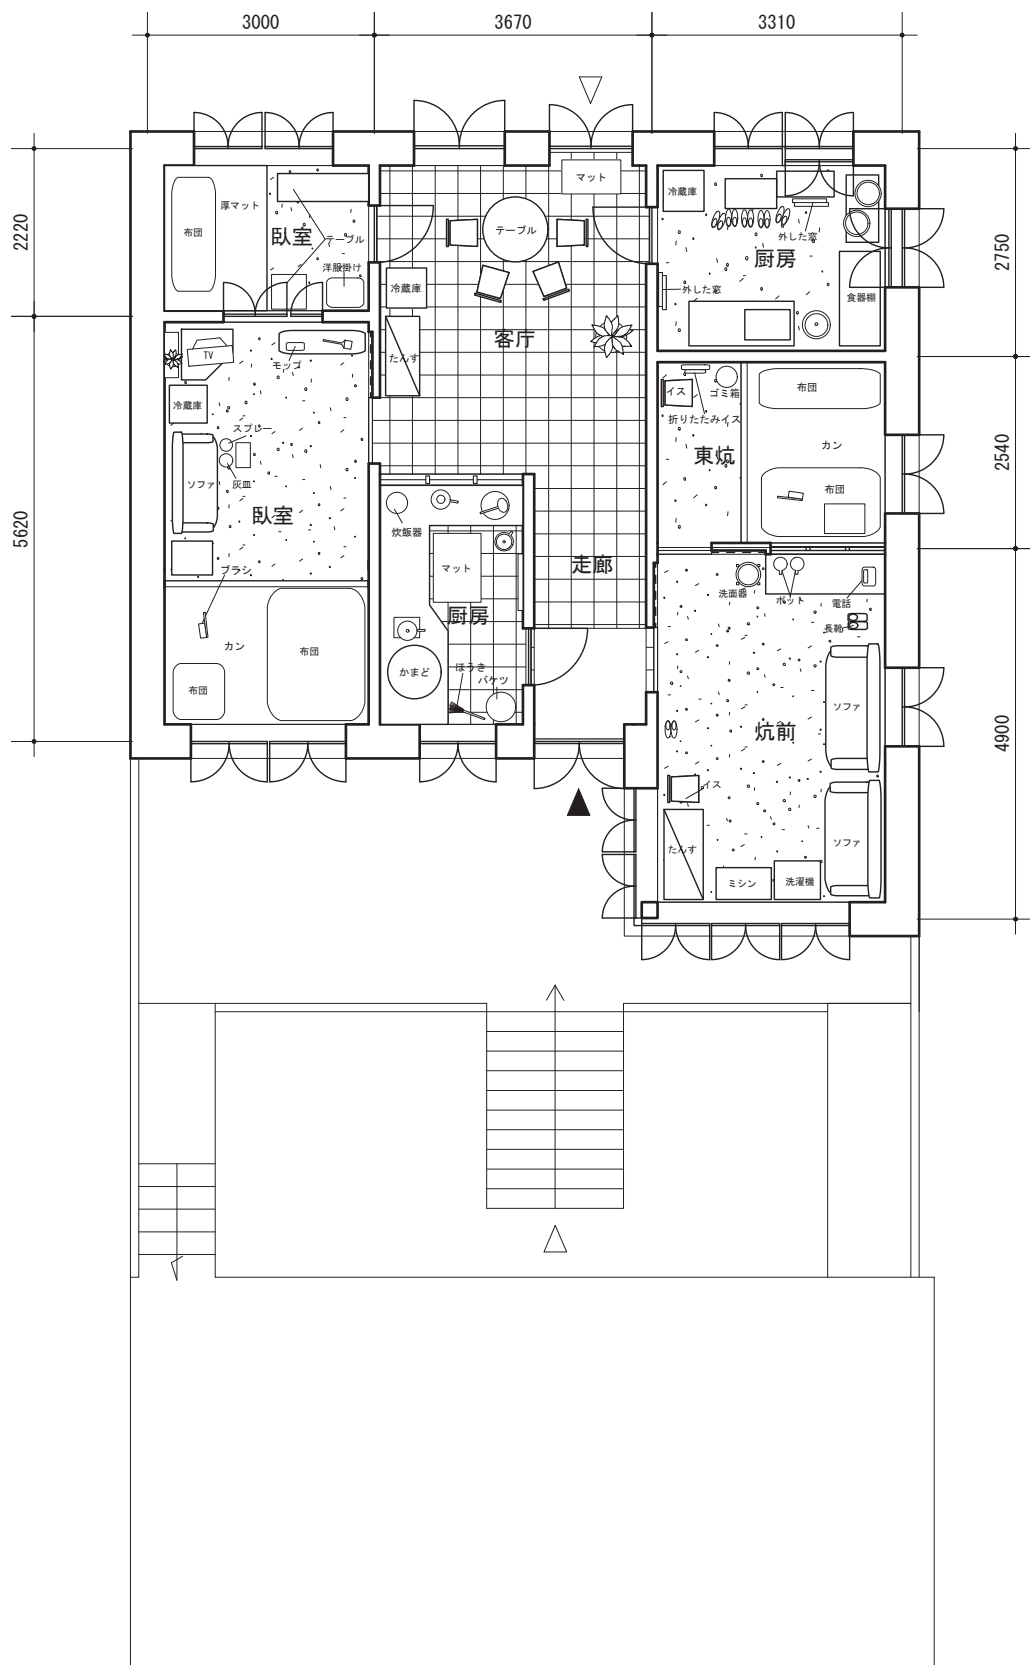 3000
3670
3310
2220
5620
2750
2540
4900
布団
厚マット
臥室
テーブル
洋服掛け
マット
テーブル
冷蔵庫
たんす
客厅
冷蔵庫
外した窓
厨房
外した窓
食器棚
TV
モップ
冷蔵庫
スプレー
灰皿
ソファ
臥室
ブラシ
カン
布団
布団
炊飯器
マット
厨房
かまど
ほうき
バケツ
走廊
イス
ゴミ箱
折りたたみイス
東炕
布団
カン
布団
洗面器
ポット
電話
長靴
炕前
ソファ
イス
たんす
ソファ
ミシン
洗濯機